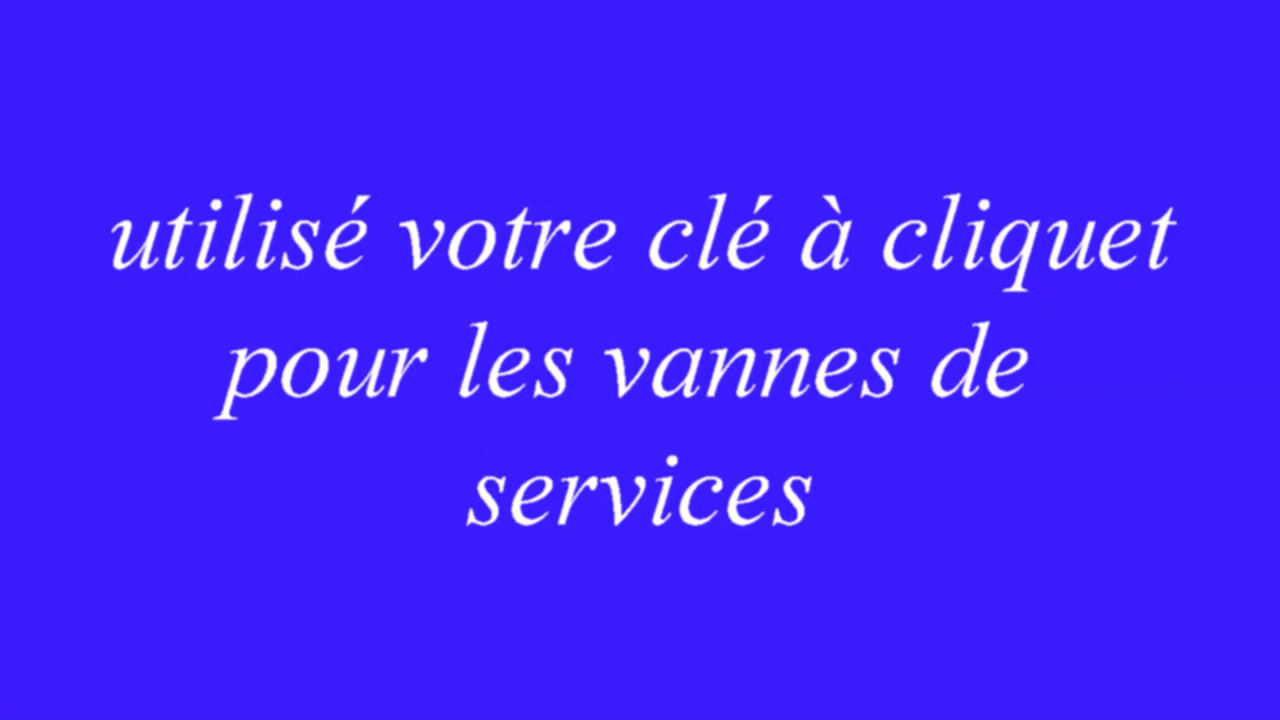 utilisé votre clé à cliquet
pour les vannes de
services